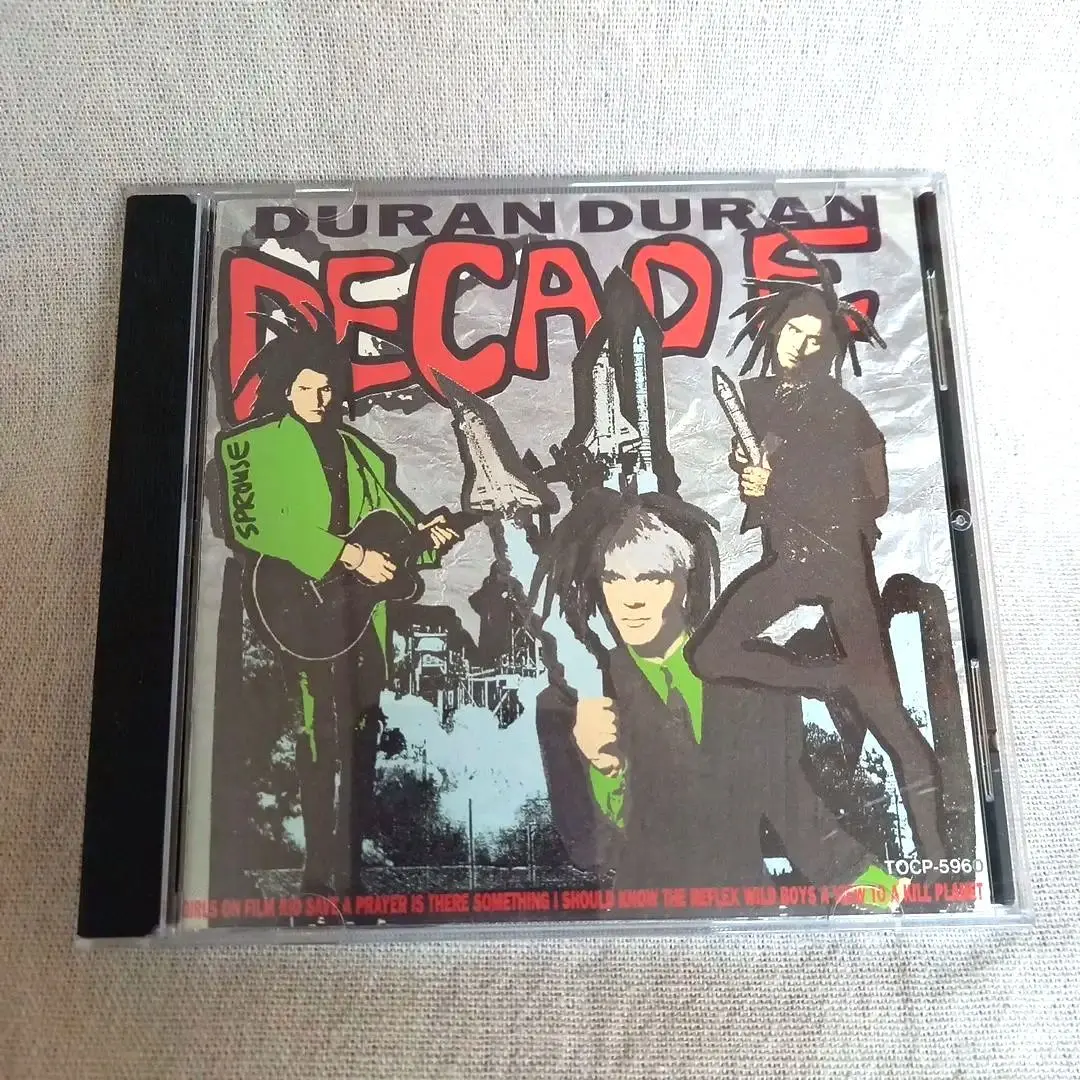 DURAN DURAN
DECADE
SPROUSE
TOCP-5960
GIRLS ON FILM RIO SAVE A PRAYER IS THERE SOMETHING I SHOULD KNOW THE REFLEX WILD BOYS A VIEW TO A KILL PLANET